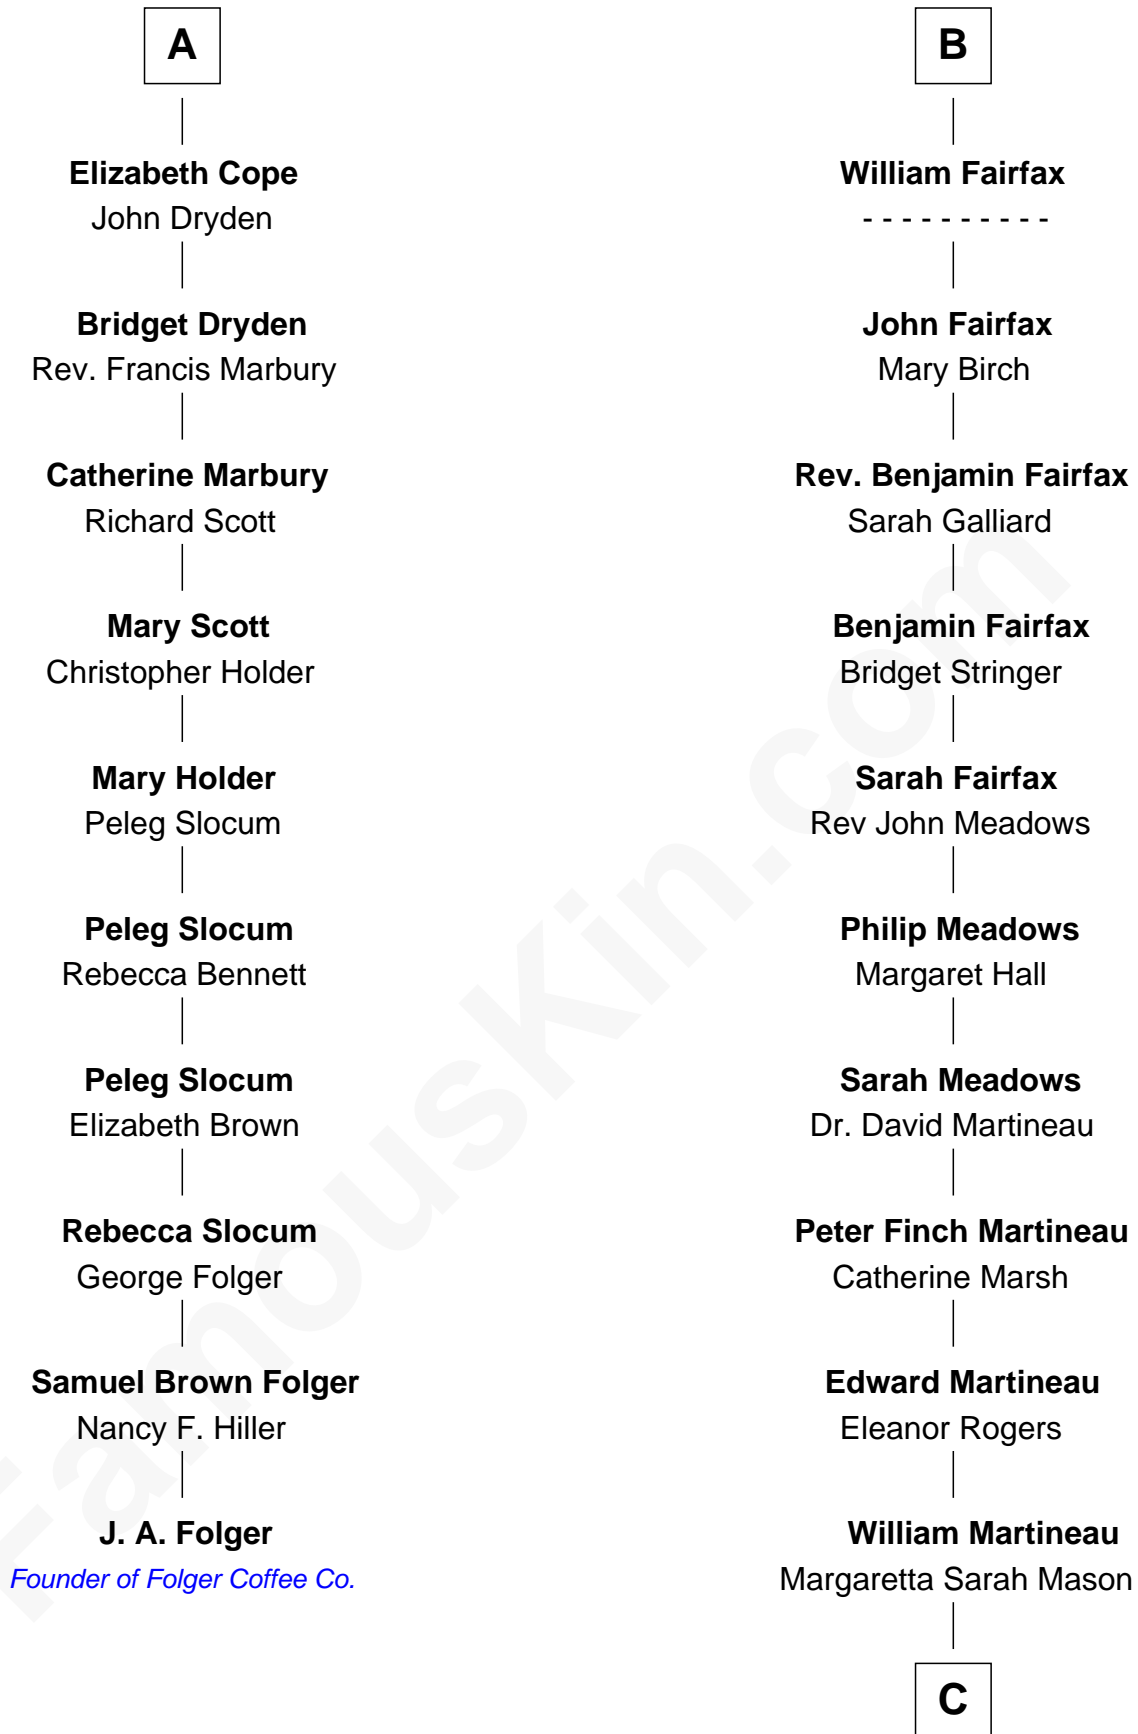 A
Elizabeth Cope
John Dryden
Bridget Dryden
Rev. Francis Marbury
Catherine Marbury
Richard Scott
Mary Scott
Christopher Holder
Mary Holder
Peleg Slocum
Peleg Slocum
Rebecca Bennett
Peleg Slocum
Elizabeth Brown
Rebecca Slocum
George Folger
Samuel Brown Folger
Nancy F. Hiller
J. A. Folger
Founder of Folger Coffee Co.
B
William Fairfax
- - - - - - - - - -
John Fairfax
Mary Birch
Rev. Benjamin Fairfax
Sarah Galliard
Benjamin Fairfax
Bridget Stringer
Sarah Fairfax
Rev John Meadows
Philip Meadows
Margaret Hall
Sarah Meadows
Dr. David Martineau
Peter Finch Martineau
Catherine Marsh
Edward Martineau
Eleanor Rogers
William Martineau
Margaretta Sarah Mason
C
FamousKin.com